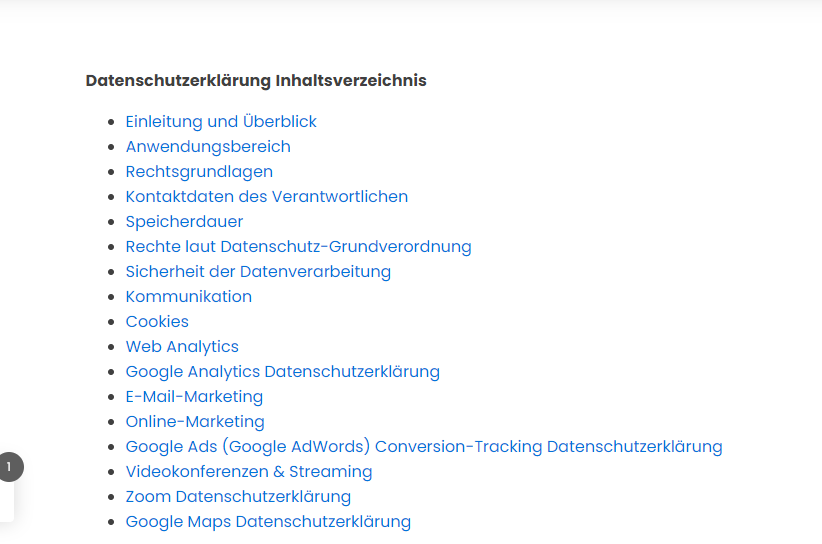 Datenschutzerklärung Inhaltsverzeichnis
Einleitung und Überblick
Anwendungsbereich
Rechtsgrundlagen
Kontaktdaten des Verantwortlichen
Speicherdauer
Rechte laut Datenschutz-Grundverordnung
Sicherheit der Datenverarbeitung
Kommunikation
Cookies
Web Analytics
Google Analytics Datenschutzerklärung
E-Mail-Marketing
Online-Marketing
Google Ads (Google AdWords) Conversion-Tracking Datenschutzerklärung
1
Videokonferenzen & Streaming
Zoom Datenschutzerklärung
Google Maps Datenschutzerklärung